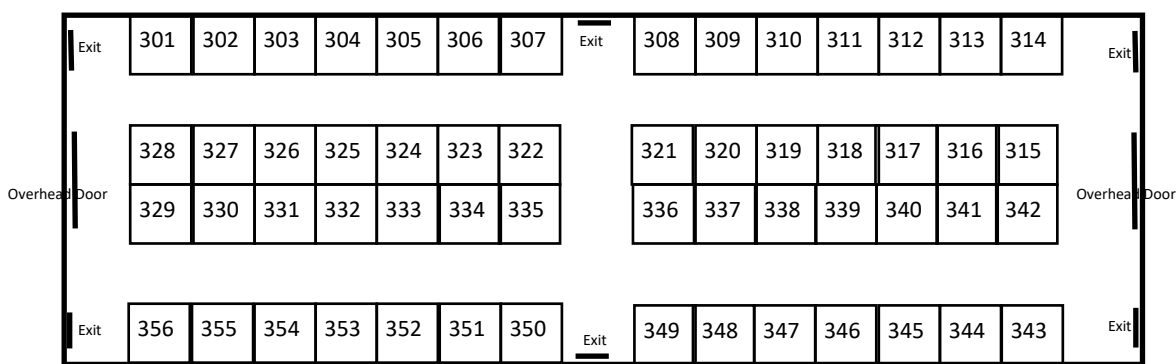 Exit 301 302 303 304 305 306 307 Exit 308 309 310 311 312 313 314 Exit
328 327 326 325 324 323 322 321 320 319 318 317 316 315
Overhead Door Overhead Door
329 330 331 332 333 334 335 336 337 338 339 340 341 342
Exit 356 355 354 353 352 351 350 Exit 349 348 347 346 345 344 343 Exit